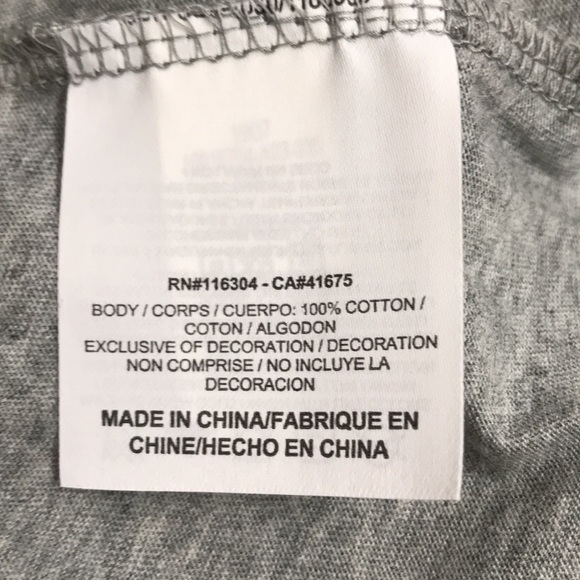 RN#116304 - CA#41675
BODY / CORPS / CUERPO: 100% COTTON /
COTON / ALGODON
EXCLUSIVE OF DECORATION / DECORATION
NON COMPRISE / NO INCLUYE LA
DECORACION
MADE IN CHINA/FABRIQUE EN
CHINE/HECHO EN CHINA